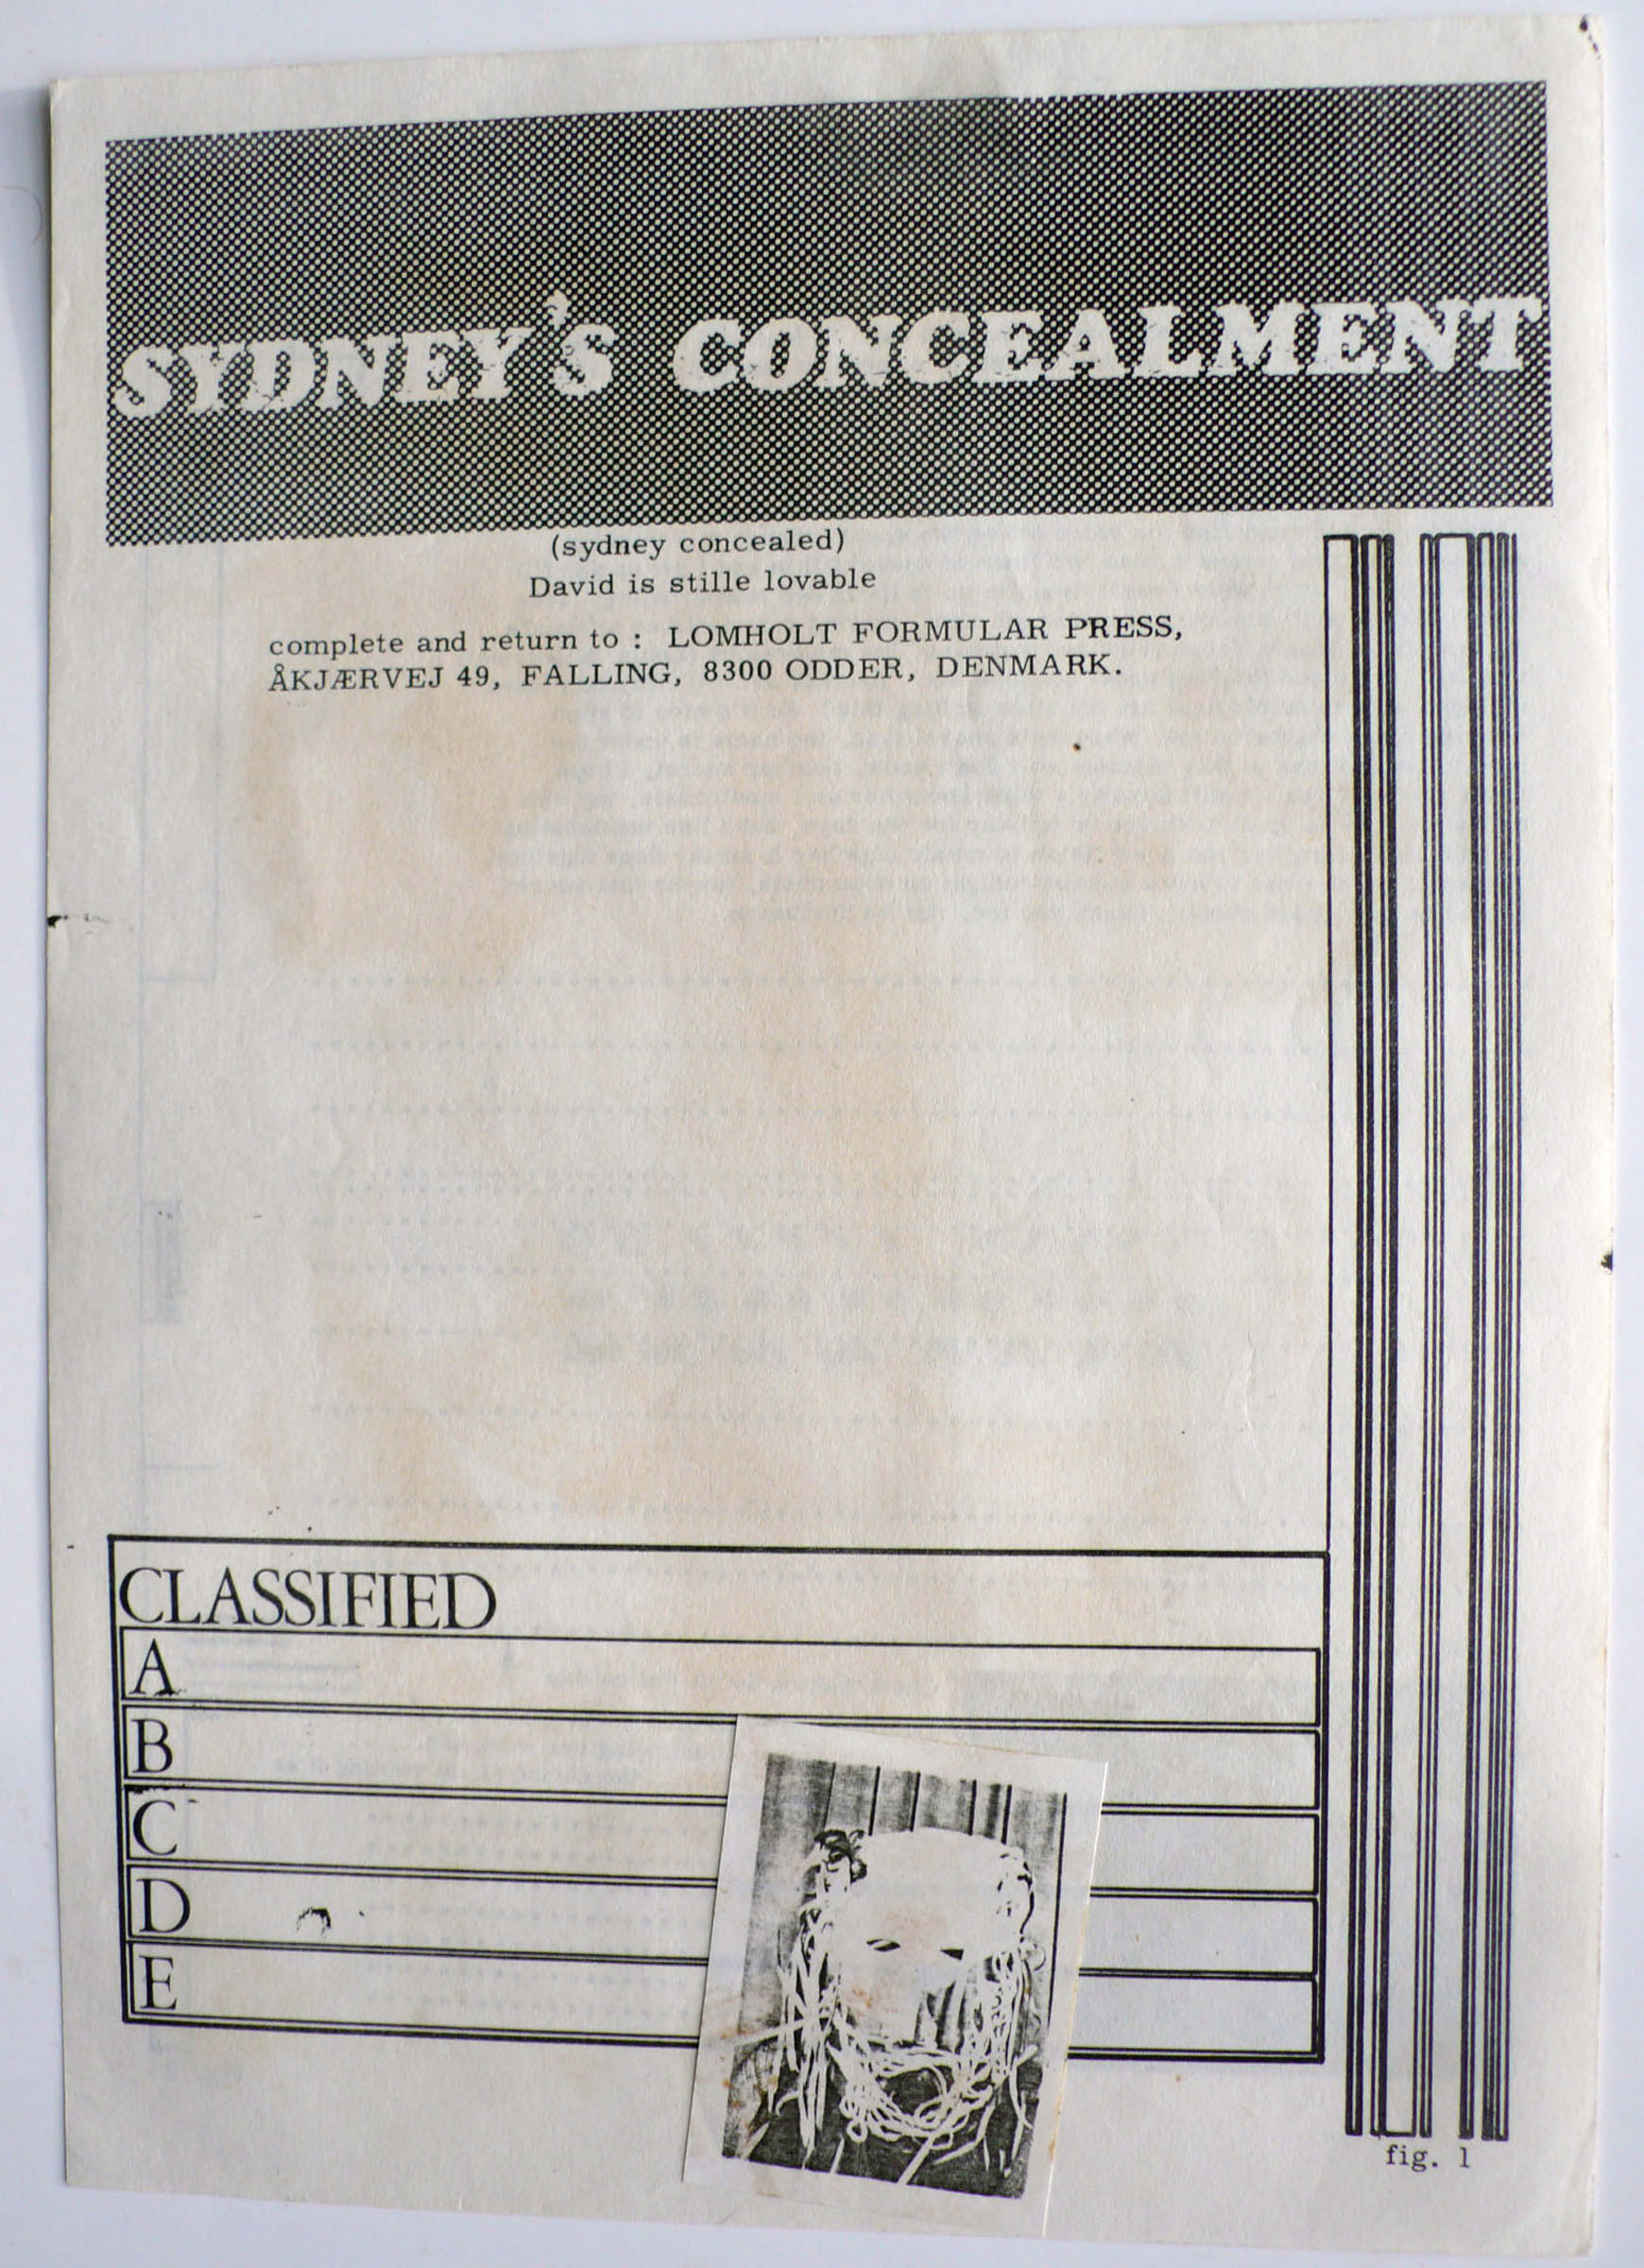 SYDNEY'S CONCEALMENT
(sydney concealed)
David is stille lovable
complete and return to : LOMHOLT FORMULAR PRESS,
ÅKJÆRVEJ 49, FALLING, 8300 ODDER, DENMARK.
CLASSIFIED
A
B
C
D
E
fig. 1